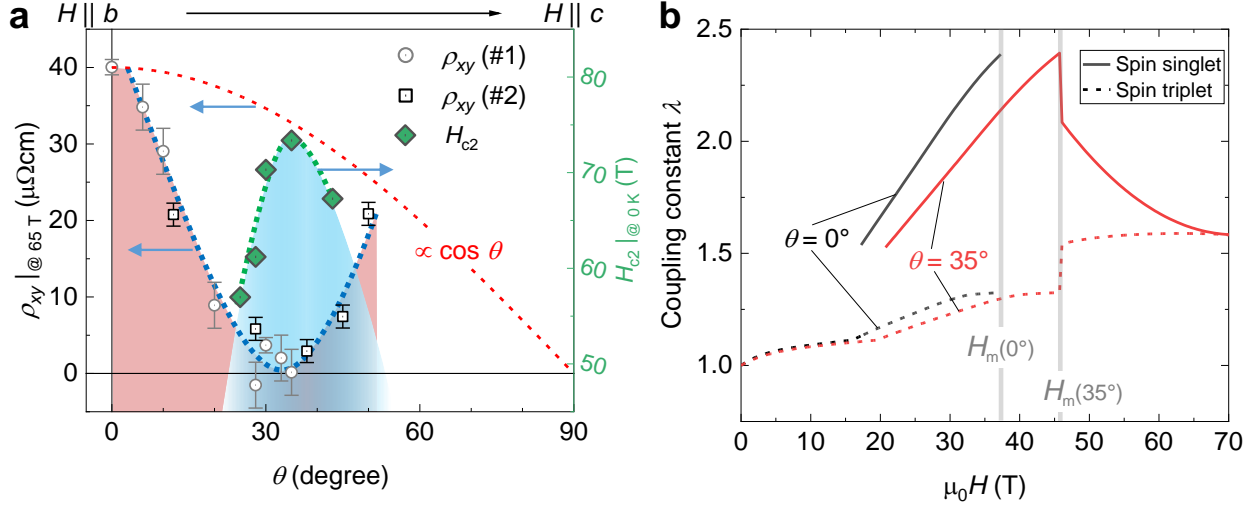 a
H || b
H || c
ρxy (#1)
ρxy (#2)
Hc2
∝ cos θ
40
30
20
10
0
ρxy |@ 65 T (μΩcm)
80
70
60
50
Hc2|@ 0 K (T)
0
30
60
90
θ (degree)
b
2.5
2.0
1.5
1.0
Coupling constant λ
Spin singlet
Spin triplet
θ = 0°
θ = 35°
Hm(0°)
Hm(35°)
0
10
20
30
40
50
60
70
μ0H (T)